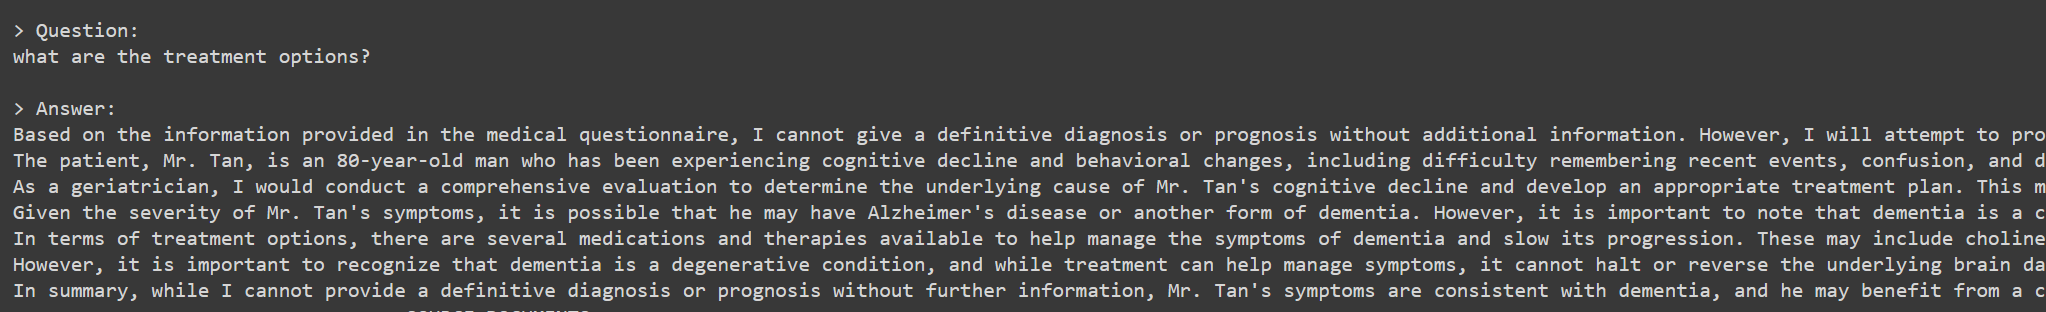 > Question:
what are the treatment options?
> Answer:
Based on the information provided in the medical questionnaire, I cannot give a definitive diagnosis or prognosis without additional information. However, I will attempt to pro
The patient, Mr. Tan, is an 80-year-old man who has been experiencing cognitive decline and behavioral changes, including difficulty remembering recent events, confusion, and d
As a geriatrician, I would conduct a comprehensive evaluation to determine the underlying cause of Mr. Tan's cognitive decline and develop an appropriate treatment plan. This m
Given the severity of Mr. Tan's symptoms, it is possible that he may have Alzheimer's disease or another form of dementia. However, it is important to note that dementia is a c
In terms of treatment options, there are several medications and therapies available to help manage the symptoms of dementia and slow its progression. These may include choline
However, it is important to recognize that dementia is a degenerative condition, and while treatment can help manage symptoms, it cannot halt or reverse the underlying brain da
In summary, while I cannot provide a definitive diagnosis or prognosis without further information, Mr. Tan's symptoms are consistent with dementia, and he may benefit from a c